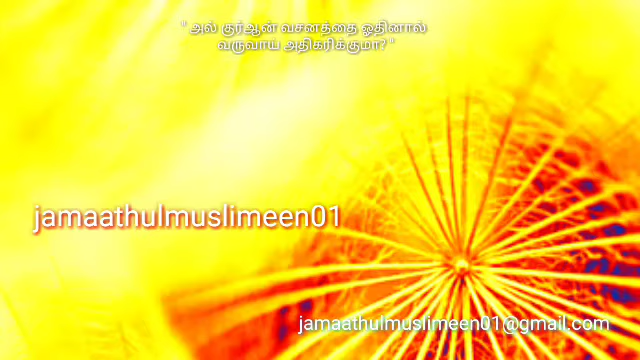 " அல் குர்ஆன் வசனத்தை ஓதினால்
வருவாய் அதிகரிக்குமா? "
jamaathulmuslimeen01
jamaathulmuslimeen01@gmail.com